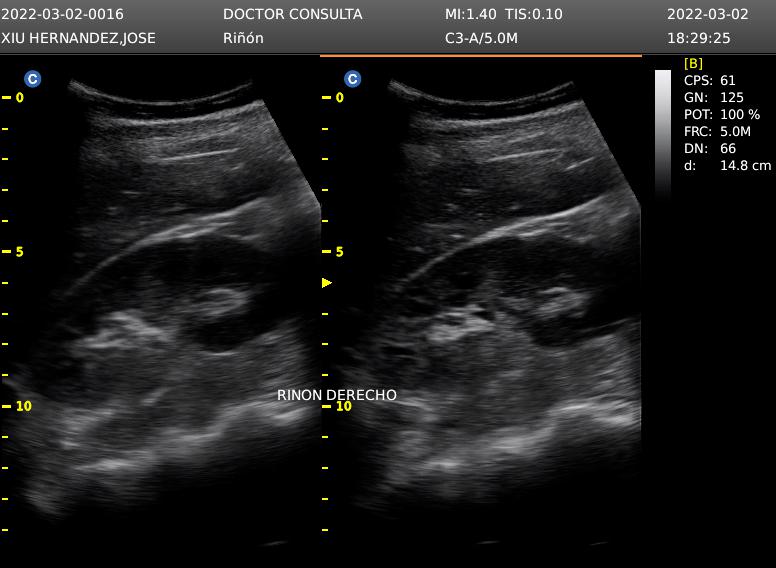 2022-03-02-0016 DOCTOR CONSULTA MI:1.40 TIS:0.10 2022-03-02
XIU HERNANDEZ,JOSE Riñón C3-A/5.0M 18:29:25
[B]
CPS: 61
GN: 125
POT: 100 %
FRC: 5.0M
DN: 66
d: 14.8 cm
C C
0 0
5 5
RINON DERECHO
10 10